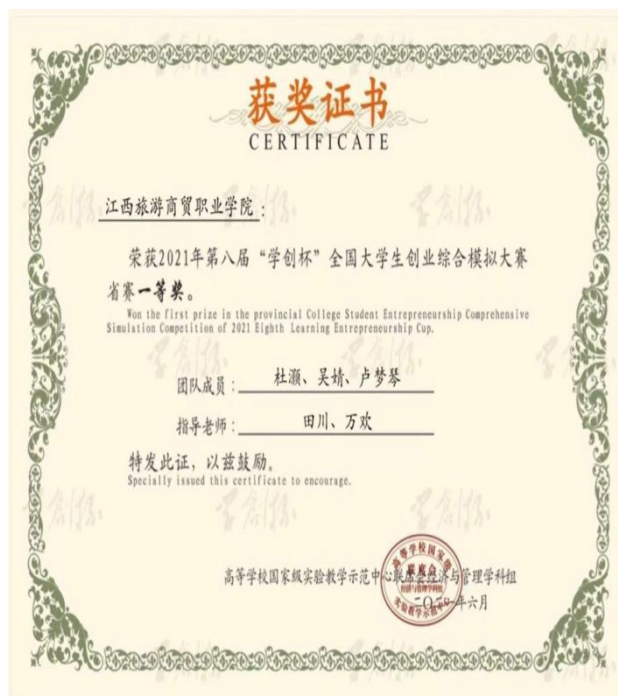 获奖证书
CERTIFICATE
江西旅游商贸职业学院：
荣获2021年第八届“学创杯”全国大学生创业综合模拟大赛
省赛一等奖。
Won the first prize in the provincial College Student Entrepreneurship Comprehensive
Simulation Competition of 2021 Eighth Learning Entrepreneurship Cup.
团队成员：杜灏、吴婧、卢梦琴
指导老师：田川、万欢
特发此证，以兹鼓励。
Specially issued this certificate to encourage.
高等学校国家级实验教学示范中心联席会经济与管理学科组
二〇二一年六月